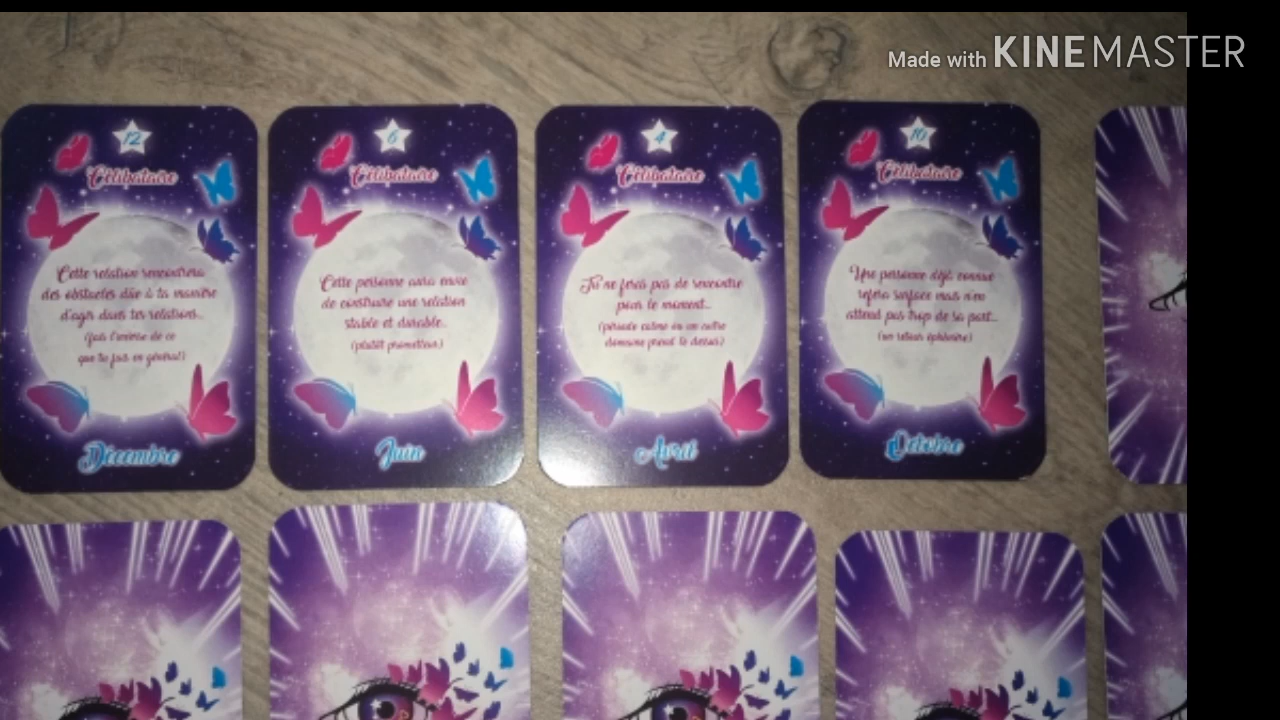 Made with KINEMASTER
12
Célibataire
Cette relation rencontrera
des obstacles dûe à ta manière
d'agir dans tes relations...
(fais l'inverse de ce
que tu fais en général)
Décembre
6
Célibataire
Cette personne aura envie
de construire une relation
stable et durable...
(plutôt prometteur)
Juin
4
Célibataire
Tu ne feras pas de rencontre
pour le moment...
(période calme ou un autre
domaine prend le dessus)
Avril
10
Célibataire
Une personne déjà connue
refera surface mais n'en
attend pas trop de sa part...
(un retour éphémère)
Octobre